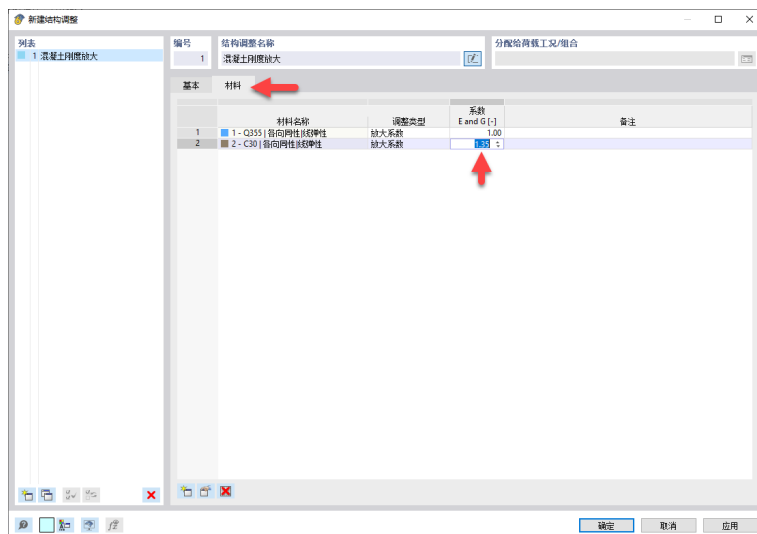 新建结构调整
列表
1 混凝土刚度放大
编号
1
结构调整名称
混凝土刚度放大
分配给荷载工况/组合
基本 材料
系数
材料名称 调整类型 E and G [-] 备注
1 1 - Q355 | 各向同性|线弹性 放大系数 1.00
2 2 - C30 | 各向同性|线弹性 放大系数 1.35
确定 取消 应用